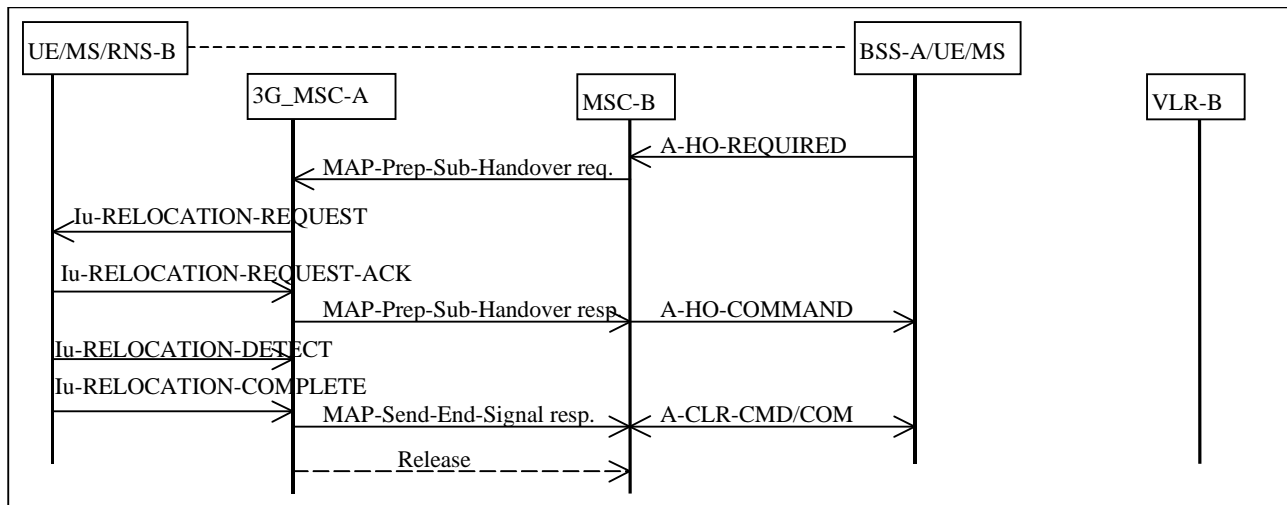 UE/MS/RNS-B
BSS-A/UE/MS
3G_MSC-A
MSC-B
VLR-B
A-HO-REQUIRED
MAP-Prep-Sub-Handover req.
Iu-RELOCATION-REQUEST
Iu-RELOCATION-REQUEST-ACK
MAP-Prep-Sub-Handover resp.
A-HO-COMMAND
Iu-RELOCATION-DETECT
Iu-RELOCATION-COMPLETE
MAP-Send-End-Signal resp.
A-CLR-CMD/COM
Release